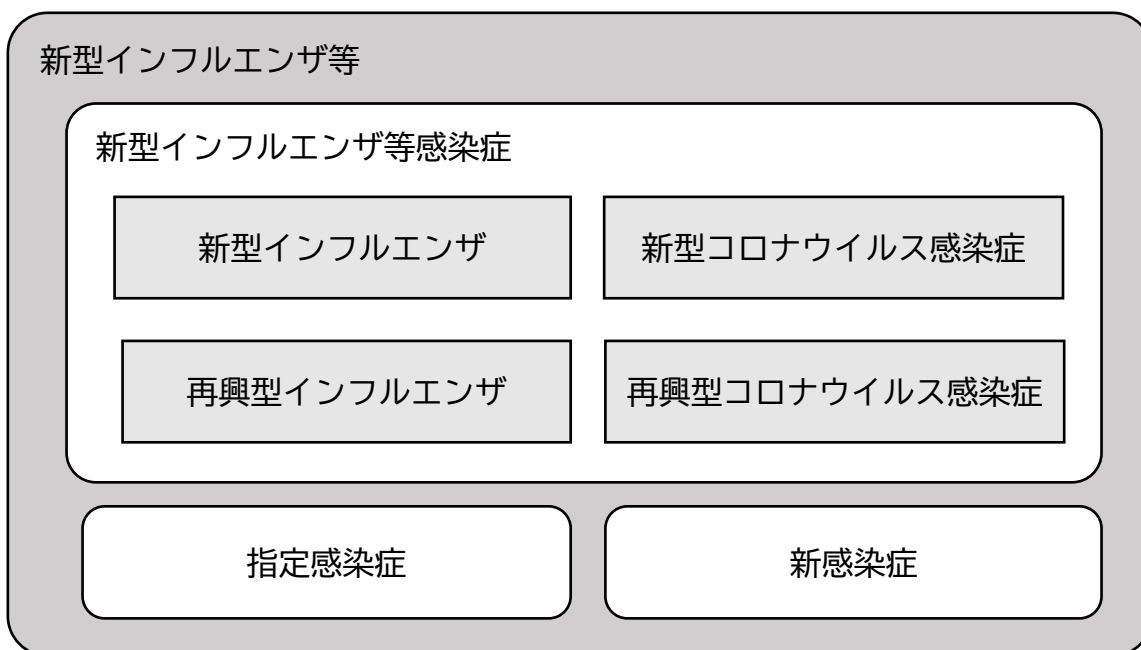 新型インフルエンザ等
新型インフルエンザ等感染症
新型インフルエンザ
新型コロナウイルス感染症
再興型インフルエンザ
再興型コロナウイルス感染症
指定感染症
新感染症